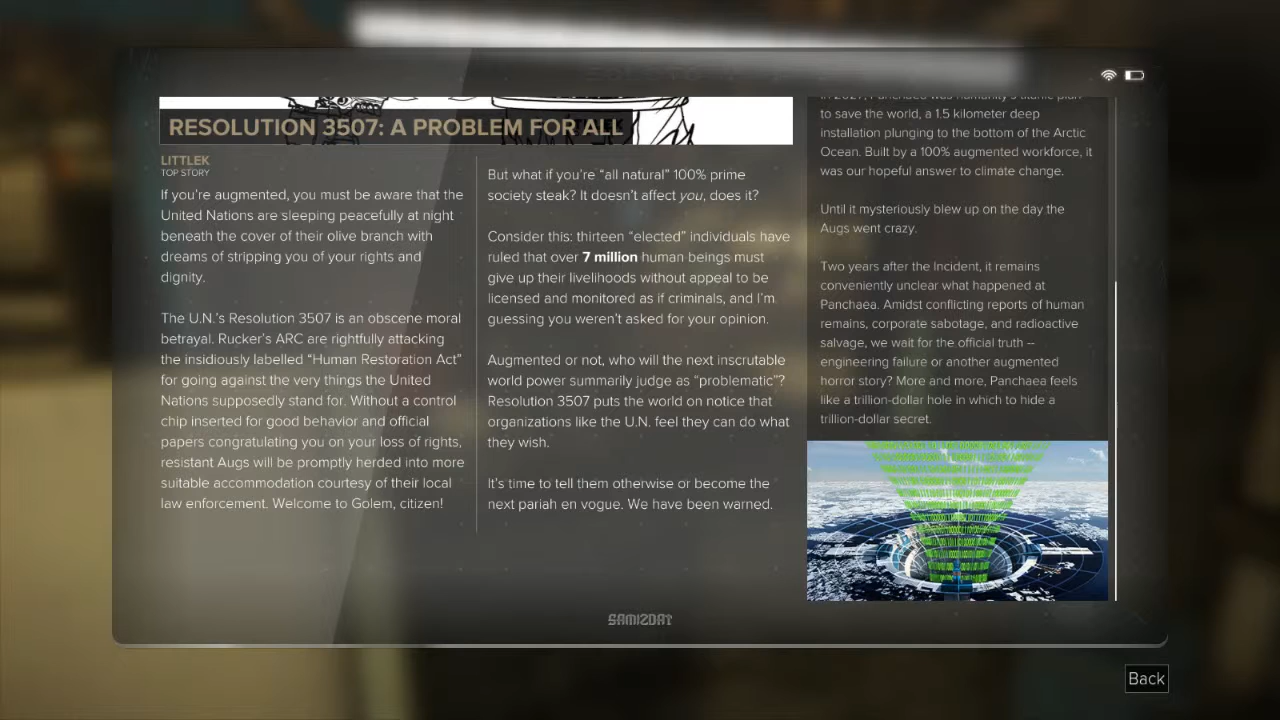 RESOLUTION 3507: A PROBLEM FOR ALL
LITTLEK
TOP STORY
If you're augmented, you must be aware that the
United Nations are sleeping peacefully at night
beneath the cover of their olive branch with
dreams of stripping you of your rights and
dignity.
The U.N.'s Resolution 3507 is an obscene moral
betrayal. Rucker's ARC are rightfully attacking
the insidiously labelled “Human Restoration Act”
for going against the very things the United
Nations supposedly stand for. Without a control
chip inserted for good behavior and official
papers congratulating you on your loss of rights,
resistant Augs will be promptly herded into more
suitable accommodation courtesy of their local
law enforcement. Welcome to Golem, citizen!
But what if you're “all natural” 100% prime
society steak? It doesn't affect you, does it?
Consider this: thirteen “elected” individuals have
ruled that over 7 million human beings must
give up their livelihoods without appeal to be
licensed and monitored as if criminals, and I'm
guessing you weren't asked for your opinion.
Augmented or not, who will the next inscrutable
world power summarily judge as “problematic”?
Resolution 3507 puts the world on notice that
organizations like the U.N. feel they can do what
they wish.
It's time to tell them otherwise or become the
next pariah en vogue. We have been warned.
In 2027, Panchaea was humanity's titanic plan
to save the world, a 1.5 kilometer deep
installation plunging to the bottom of the Arctic
Ocean. Built by a 100% augmented workforce, it
was our hopeful answer to climate change.
Until it mysteriously blew up on the day the
Augs went crazy.
Two years after the Incident, it remains
conveniently unclear what happened at
Panchaea. Amidst conflicting reports of human
remains, corporate sabotage, and radioactive
salvage, we wait for the official truth --
engineering failure or another augmented
horror story? More and more, Panchaea feels
like a trillion-dollar hole in which to hide a
trillion-dollar secret.
SAMIZDAT
Back